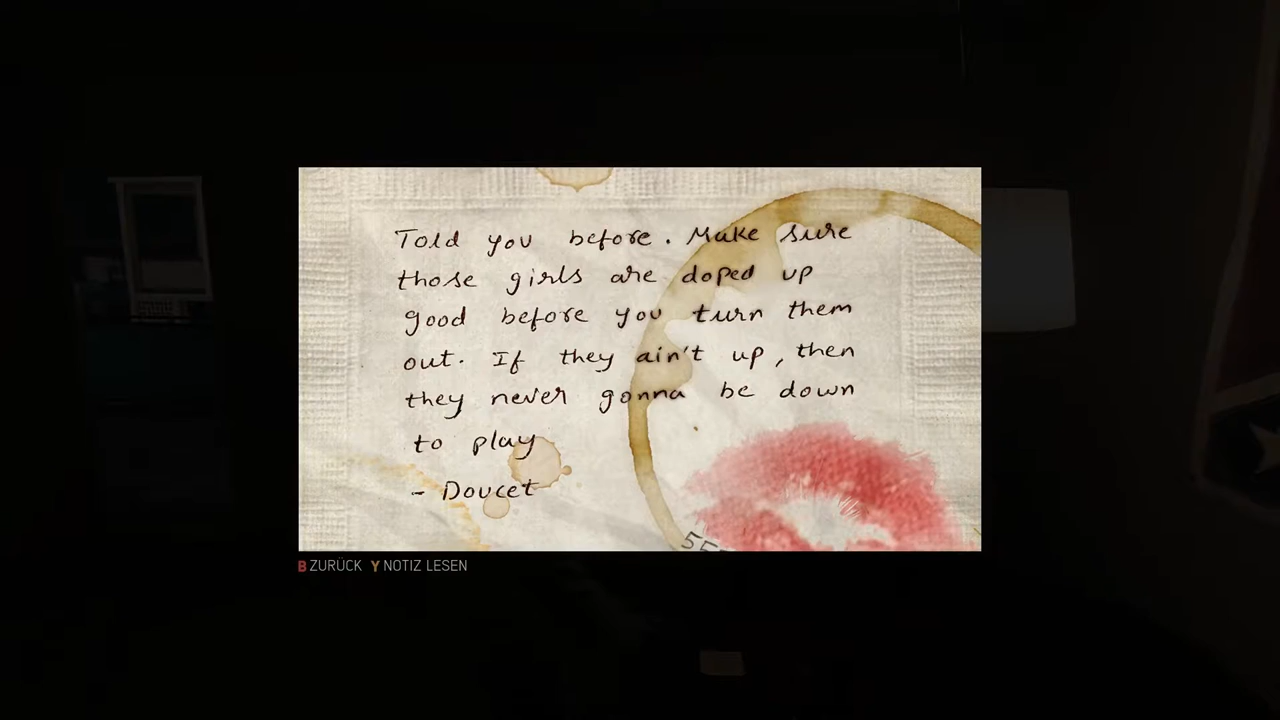 Told you before. Make sure
those girls are doped up
good before you turn them
out. If they ain't up, then
they never gonna be down
to play
- Doucet
555
B ZURÜCK Y NOTIZ LESEN